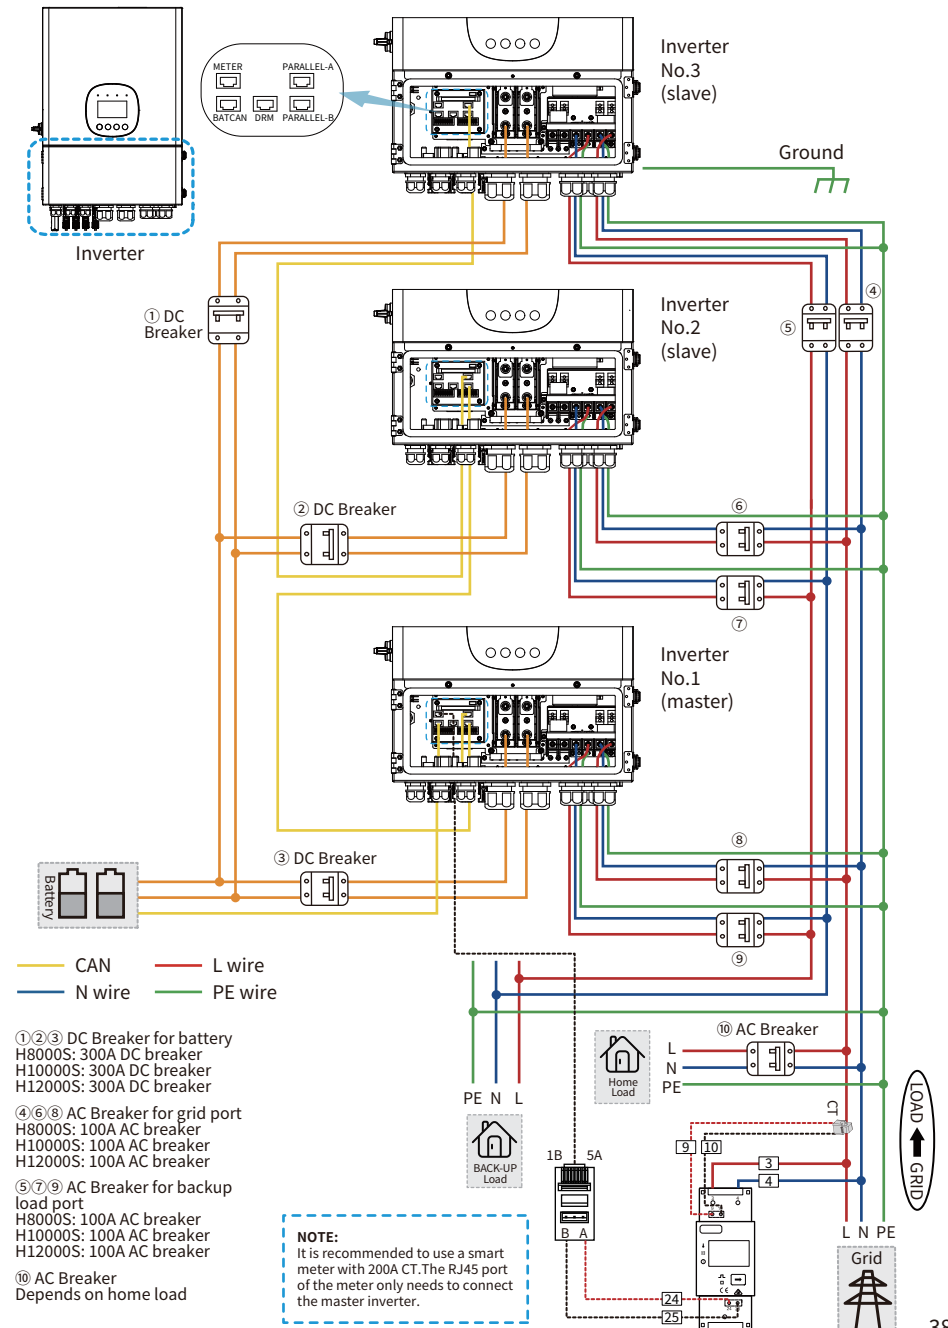 METER
PARALLEL-A
BATCAN
DRM
PARALLEL-B
Inverter
No.3
(slave)
Ground
Inverter
① DC
Breaker
Inverter
No.2
(slave)
④
⑤
② DC Breaker
⑥
⑦
Inverter
No.1
(master)
⑧
③ DC Breaker
Battery
⑨
CAN
L wire
N wire
PE wire
①②③ DC Breaker for battery
H8000S: 300A DC breaker
H10000S: 300A DC breaker
H12000S: 300A DC breaker
④⑥⑧ AC Breaker for grid port
H8000S: 100A AC breaker
H10000S: 100A AC breaker
H12000S: 100A AC breaker
⑤⑦⑨ AC Breaker for backup
load port
H8000S: 100A AC breaker
H10000S: 100A AC breaker
H12000S: 100A AC breaker
⑩ AC Breaker
Depends on home load
⑩ AC Breaker
L
N
PE
Home
Load
PE N L
BACK-UP
Load
CT
LOAD
GRID
9
10
3
4
1B
5A
B A
24
25
L N PE
Grid
NOTE:
It is recommended to use a smart
meter with 200A CT.The RJ45 port
of the meter only needs to connect
the master inverter.